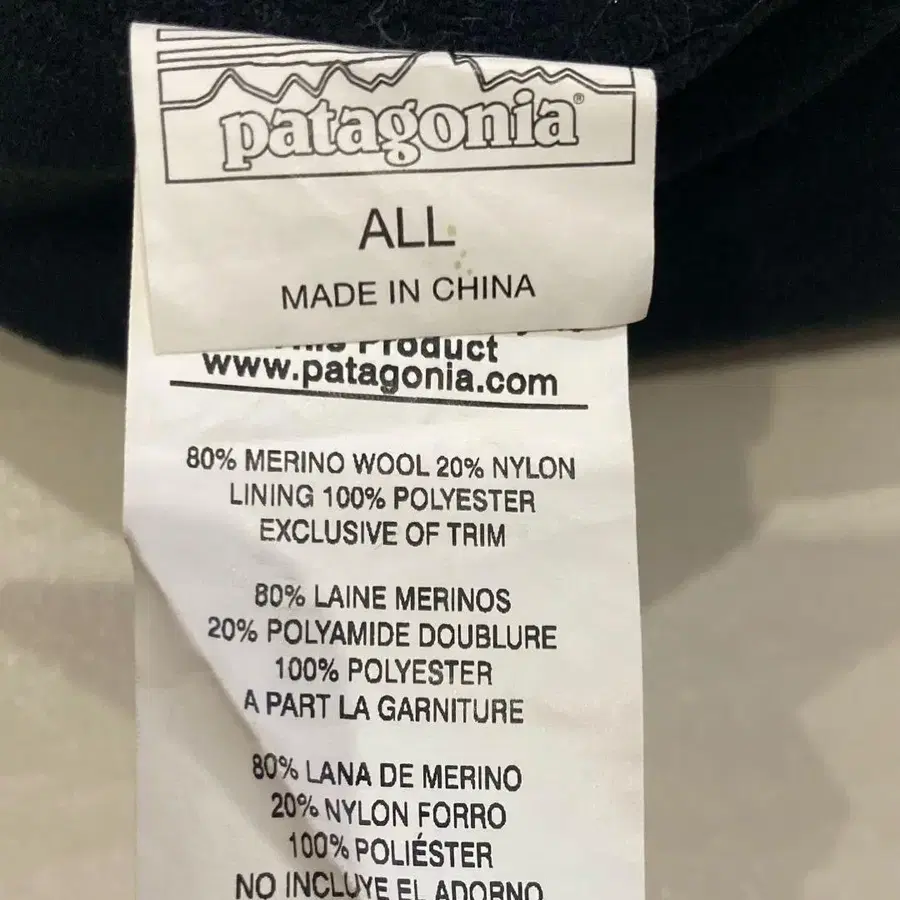 patagonia®
ALL
MADE IN CHINA
Product
www.patagonia.com
80% MERINO WOOL 20% NYLON
LINING 100% POLYESTER
EXCLUSIVE OF TRIM
80% LAINE MERINOS
20% POLYAMIDE DOUBLURE
100% POLYESTER
A PART LA GARNITURE
80% LANA DE MERINO
20% NYLON FORRO
100% POLIÉSTER
NO INCLUYE EL ADORNO